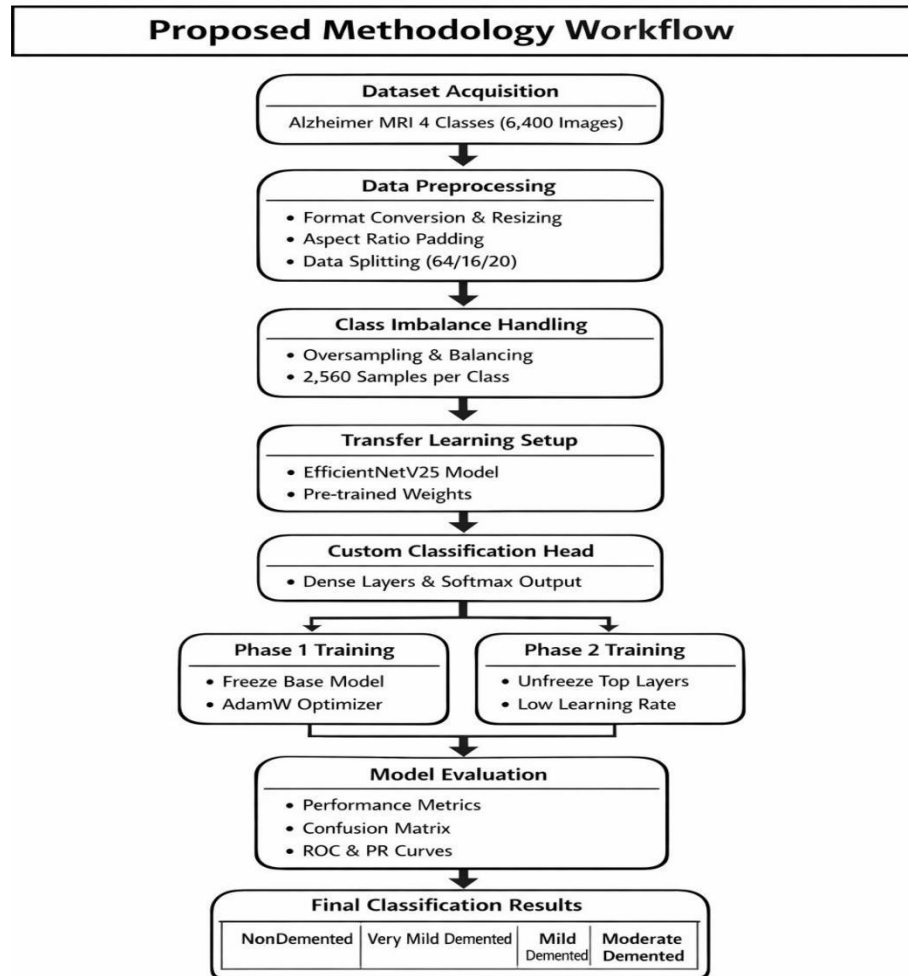 Proposed Methodology Workflow
Dataset Acquisition
Alzheimer MRI 4 Classes (6,400 Images)
Data Preprocessing
• Format Conversion & Resizing
• Aspect Ratio Padding
• Data Splitting (64/16/20)
Class Imbalance Handling
• Oversampling & Balancing
• 2,560 Samples per Class
Transfer Learning Setup
• EfficientNetV25 Model
• Pre-trained Weights
Custom Classification Head
• Dense Layers & Softmax Output
Phase 1 Training
• Freeze Base Model
• AdamW Optimizer
Phase 2 Training
• Unfreeze Top Layers
• Low Learning Rate
Model Evaluation
• Performance Metrics
• Confusion Matrix
• ROC & PR Curves
Final Classification Results
NonDemented
Very Mild Demented
Mild
Demented
Moderate
Demented